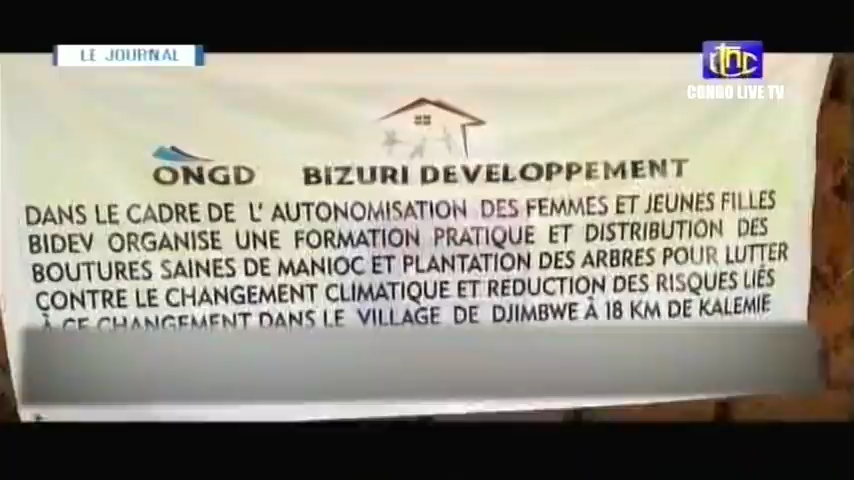 LE JOURNAL
CONGO LIVE TV
ONGD BIZURI DEVELOPPEMENT
DANS LE CADRE DE L' AUTONOMISATION DES FEMMES ET JEUNES FILLES
BIDEV ORGANISE UNE FORMATION PRATIQUE ET DISTRIBUTION DES
BOUTURES SAINES DE MANIOC ET PLANTATION DES ARBRES POUR LUTTER
CONTRE LE CHANGEMENT CLIMATIQUE ET REDUCTION DES RISQUES LIÉS
À CE CHANGEMENT DANS LE VILLAGE DE DJIMBWE À 18 KM DE KALEMIE